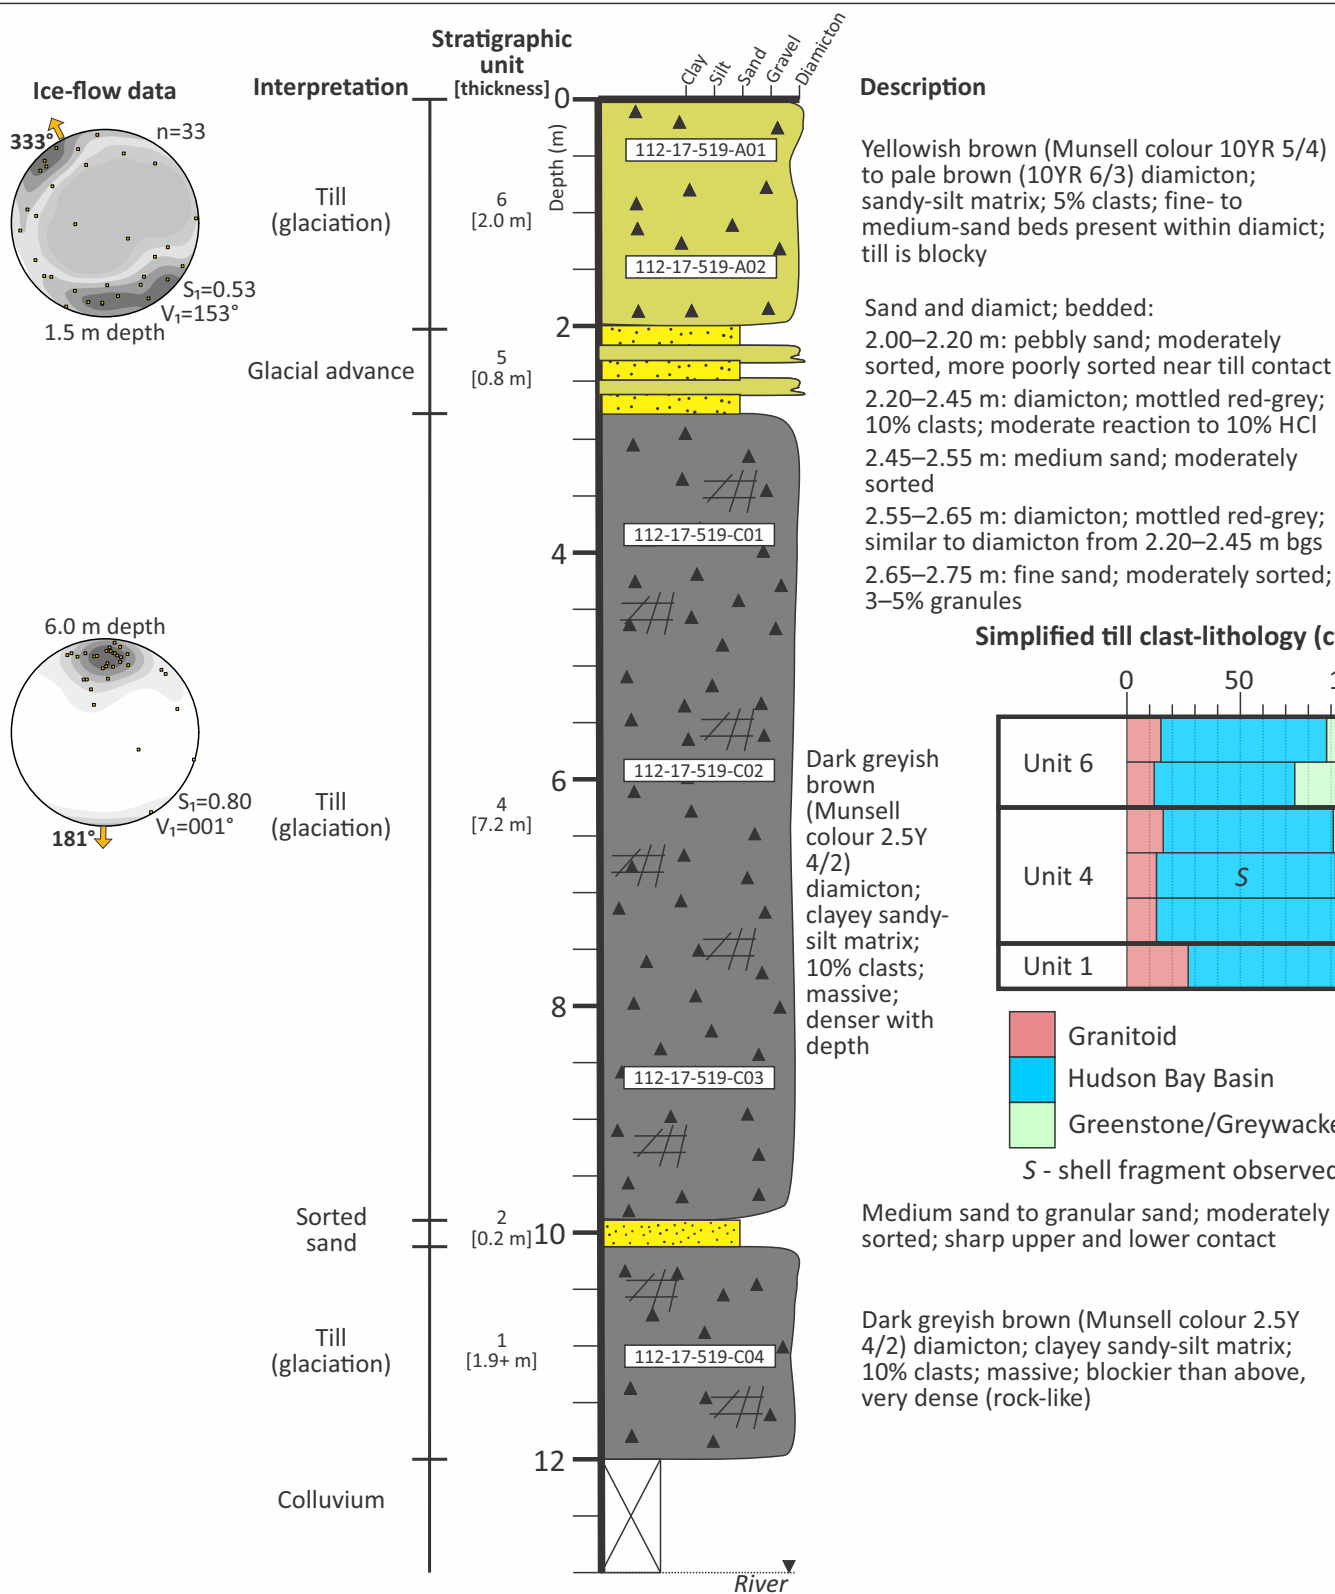 Ice-flow data
333°
n=33
S₁=0.53
V₁=153°
1.5 m depth
6.0 m depth
S₁=0.80
V₁=001°
181°
Interpretation
Till
(glaciation)
Glacial advance
Till
(glaciation)
Sorted
sand
Till
(glaciation)
Colluvium
Stratigraphic
unit
[thickness]
6
[2.0 m]
5
[0.8 m]
4
[7.2 m]
2
[0.2 m]
1
[1.9+ m]
Clay
Silt
Sand
Gravel
Diamicton
Depth (m)
0
2
4
6
8
10
12
112-17-519-A01
112-17-519-A02
112-17-519-C01
112-17-519-C02
112-17-519-C03
112-17-519-C04
River
Description
Yellowish brown (Munsell colour 10YR 5/4)
to pale brown (10YR 6/3) diamicton;
sandy-silt matrix; 5% clasts; fine- to
medium-sand beds present within diamict;
till is blocky
Sand and diamict; bedded:
2.00–2.20 m: pebbly sand; moderately
sorted, more poorly sorted near till contact
2.20–2.45 m: diamicton; mottled red-grey;
10% clasts; moderate reaction to 10% HCl
2.45–2.55 m: medium sand; moderately
sorted
2.55–2.65 m: diamicton; mottled red-grey;
similar to diamicton from 2.20–2.45 m bgs
2.65–2.75 m: fine sand; moderately sorted;
3–5% granules
Dark greyish
brown
(Munsell
colour 2.5Y
4/2)
diamicton;
clayey sandy-
silt matrix;
10% clasts;
massive;
denser with
depth
Simplified till clast-lithology (c
0
50
1
Unit 6
Unit 4
S
Unit 1
Granitoid
Hudson Bay Basin
Greenstone/Greywacke
S - shell fragment observed
Medium sand to granular sand; moderately
sorted; sharp upper and lower contact
Dark greyish brown (Munsell colour 2.5Y
4/2) diamicton; clayey sandy-silt matrix;
10% clasts; massive; blockier than above,
very dense (rock-like)